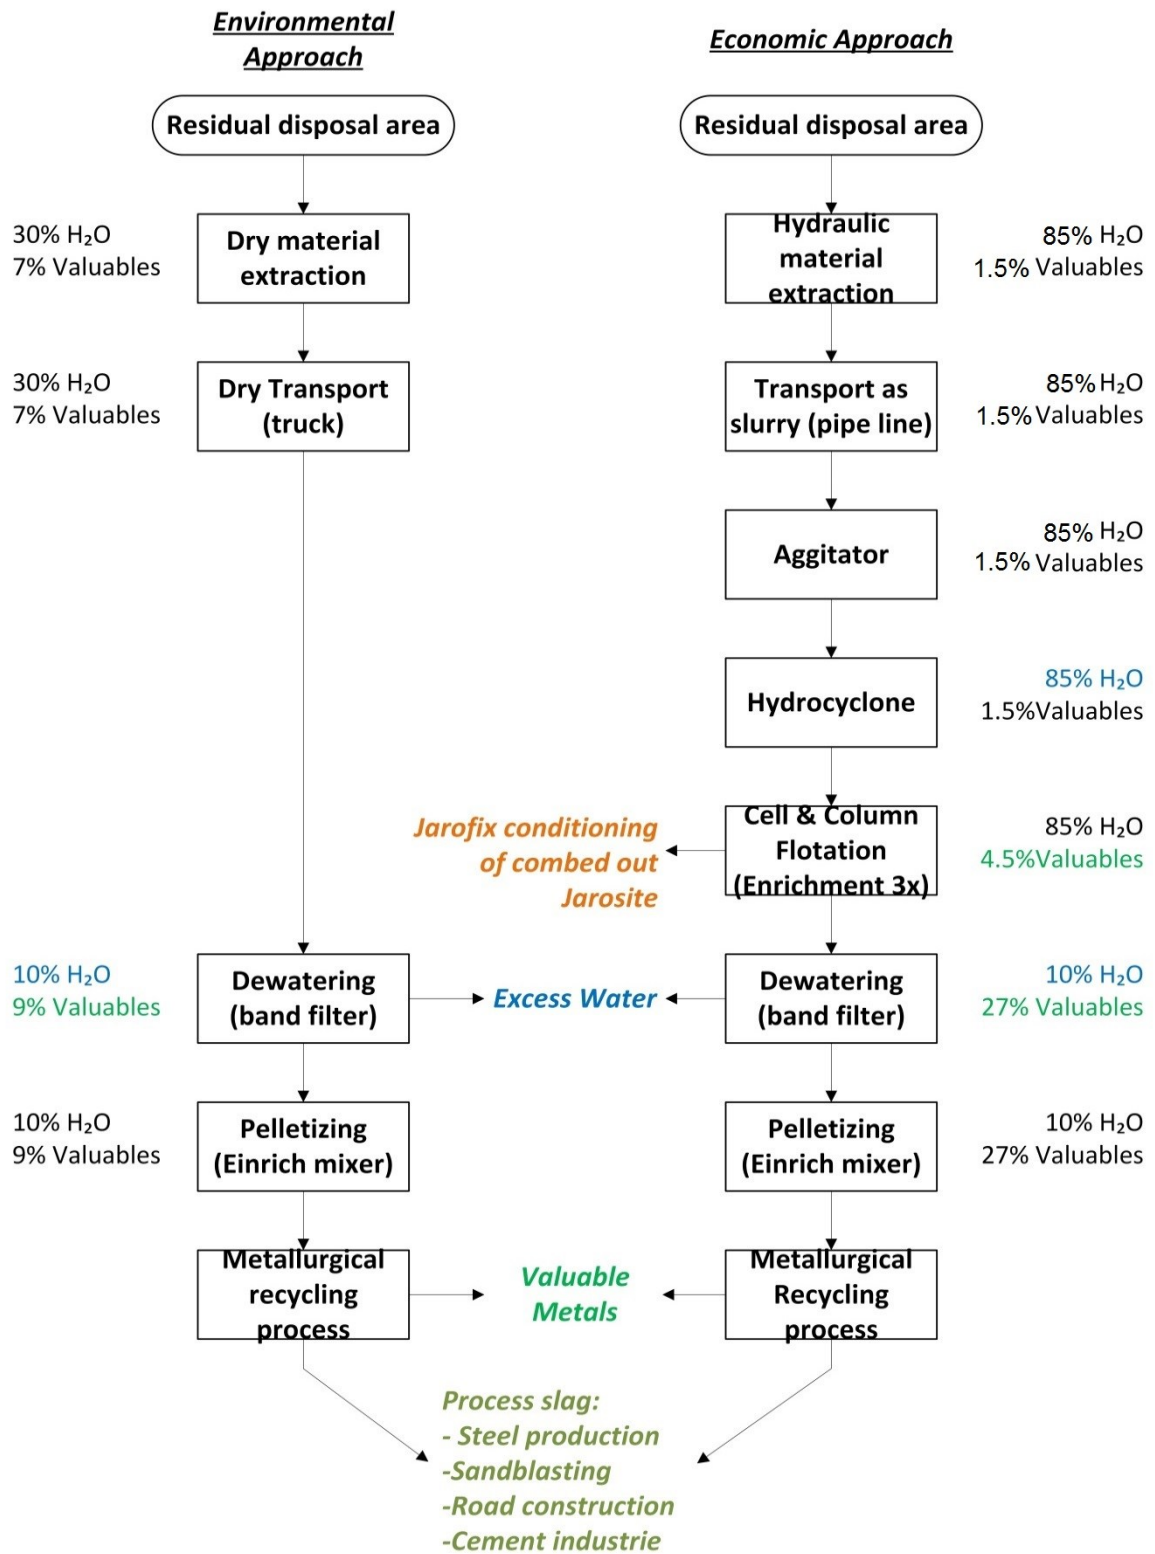 Environmental
Approach
Economic Approach
Residual disposal area
Residual disposal area
30% H₂O
7% Valuables
Dry material
extraction
Hydraulic
material
extraction
85% H₂O
1.5% Valuables
30% H₂O
7% Valuables
Dry Transport
(truck)
Transport as
slurry (pipe line)
85% H₂O
1.5% Valuables
Aggitator
85% H₂O
1.5% Valuables
Hydrocyclone
85% H₂O
1.5%Valuables
Jarofix conditioning
of combed out
Jarosite
Cell & Column
Flotation
(Enrichment 3x)
85% H₂O
4.5%Valuables
10% H₂O
9% Valuables
Dewatering
(band filter)
Excess Water
Dewatering
(band filter)
10% H₂O
27% Valuables
10% H₂O
9% Valuables
Pelletizing
(Einrich mixer)
Pelletizing
(Einrich mixer)
10% H₂O
27% Valuables
Metallurgical
recycling
process
Valuable
Metals
Metallurgical
Recycling
process
Process slag:
- Steel production
-Sandblasting
-Road construction
-Cement industrie